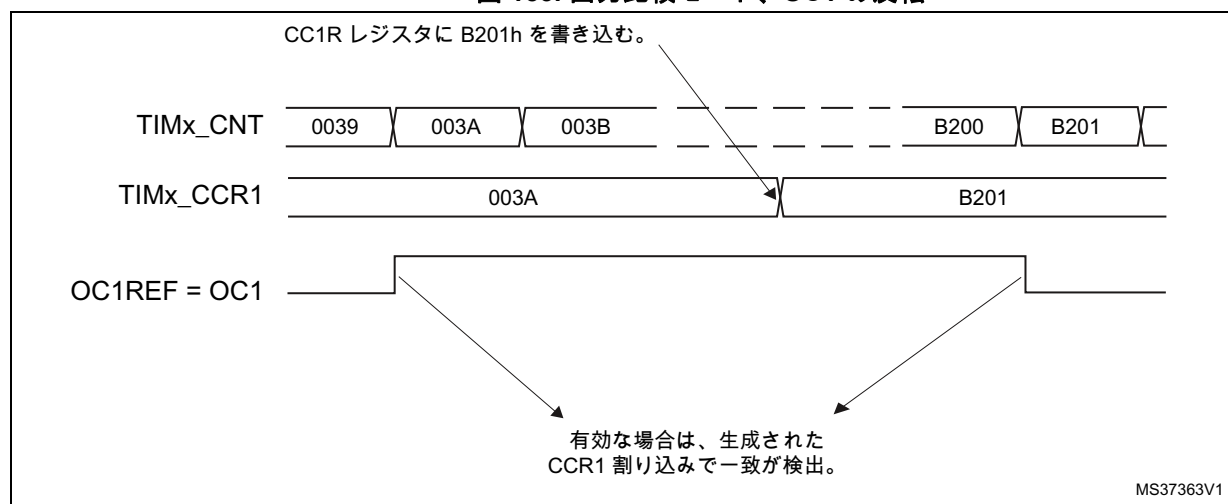 CC1R レジスタに B201h を書き込む。
TIMx_CNT 0039 003A 003B B200 B201
TIMx_CCR1 003A B201
OC1REF = OC1
有効な場合は、生成された
CCR1 割り込みで一致が検出。
MS37363V1